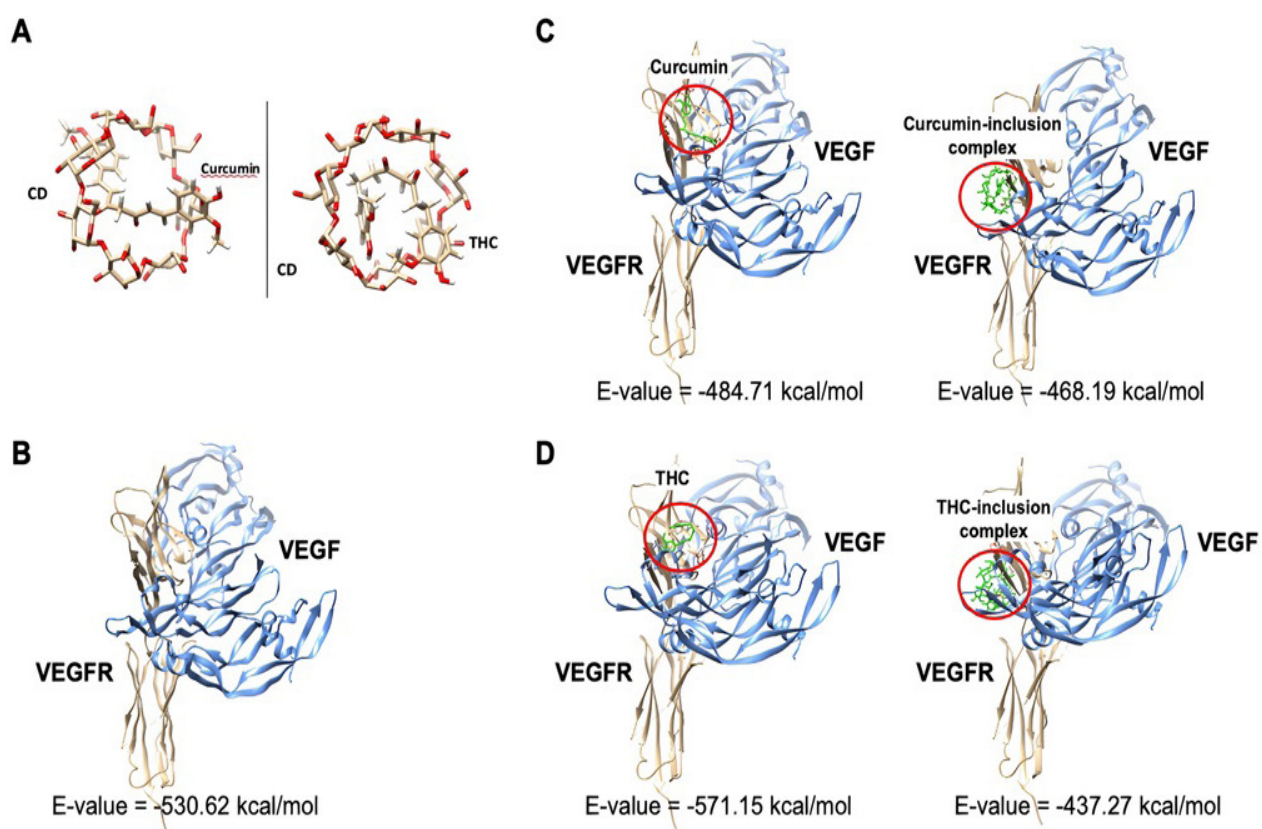 A
CD
Curcumin
CD
THC
B
VEGF
VEGFR
E-value = -530.62 kcal/mol
C
Curcumin
VEGF
VEGFR
E-value = -484.71 kcal/mol
Curcumin-inclusion
complex
VEGF
VEGFR
E-value = -468.19 kcal/mol
D
THC
VEGF
VEGFR
E-value = -571.15 kcal/mol
THC-inclusion
complex
VEGF
VEGFR
E-value = -437.27 kcal/mol